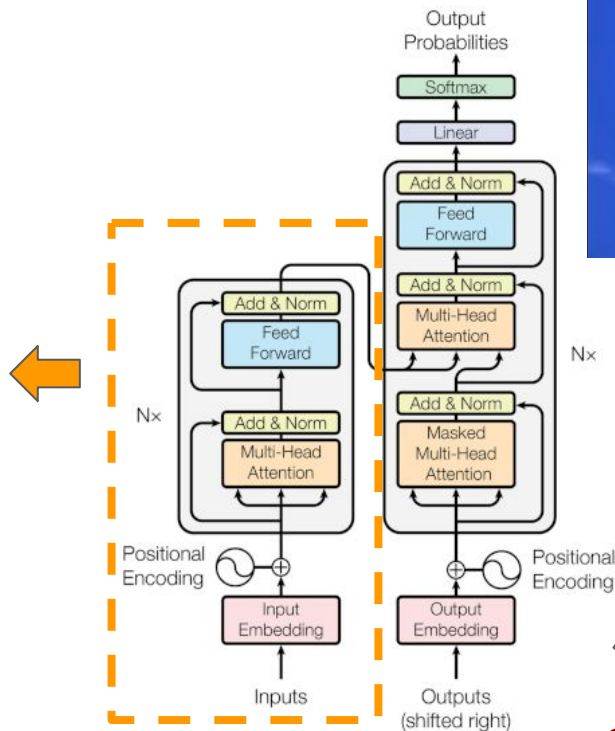 Output
Probabilities
Softmax
Linear
Add & Norm
Feed
Forward
Add & Norm
Multi-Head
Attention
Nx
Add & Norm
Masked
Multi-Head
Attention
Positional
Encoding
Output
Embedding
Outputs
(shifted right)
Add & Norm
Feed
Forward
Nx
Add & Norm
Multi-Head
Attention
Positional
Encoding
Input
Embedding
Inputs